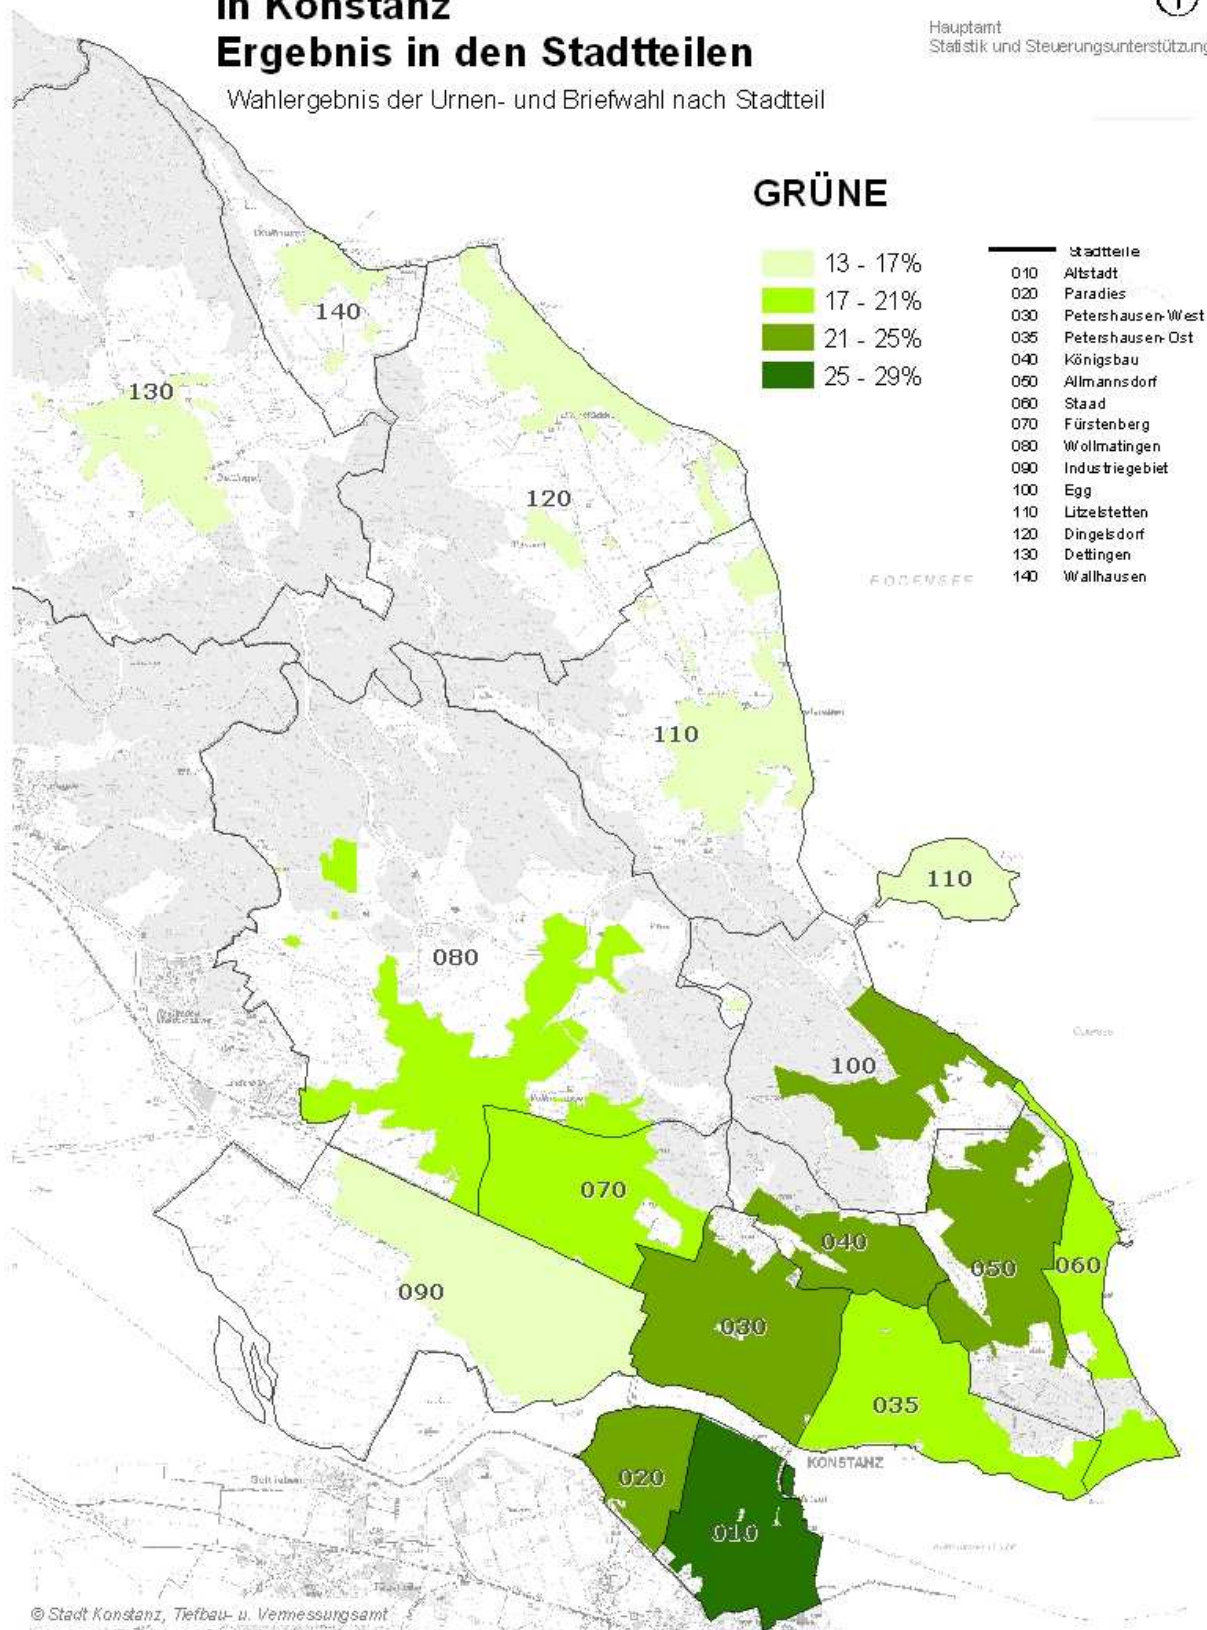 in Konstanz
Ergebnis in den Stadtteilen
Wahlergebnis der Urnen- und Briefwahl nach Stadtteil
Hauptamt
Statistik und Steuerungsunterstützung
GRÜNE
13 - 17%
17 - 21%
21 - 25%
25 - 29%
Stadtteile
010 Altstadt
020 Paradies
030 Petershausen-West
035 Petershausen-Ost
040 Königsbau
050 Allmannsdorf
060 Staad
070 Fürstenberg
080 Wollmatingen
090 Industriegebiet
100 Egg
110 Litzelstetten
120 Dingelsdorf
130 Dettingen
140 Wallhausen
140
130
120
BODENSEE
110
110
080
100
070
040
050
060
090
030
035
KONSTANZ
020
010
© Stadt Konstanz, Tiefbau- u. Vermessungsamt